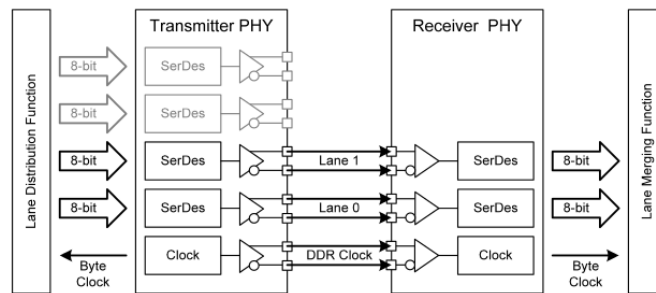 Transmitter PHY
Receiver PHY
Lane Distribution Function
8-bit
SerDes
8-bit
SerDes
8-bit
SerDes
Lane 1
SerDes
8-bit
8-bit
SerDes
Lane 0
SerDes
8-bit
Byte
Clock
Clock
DDR Clock
Clock
Byte
Clock
Lane Merging Function